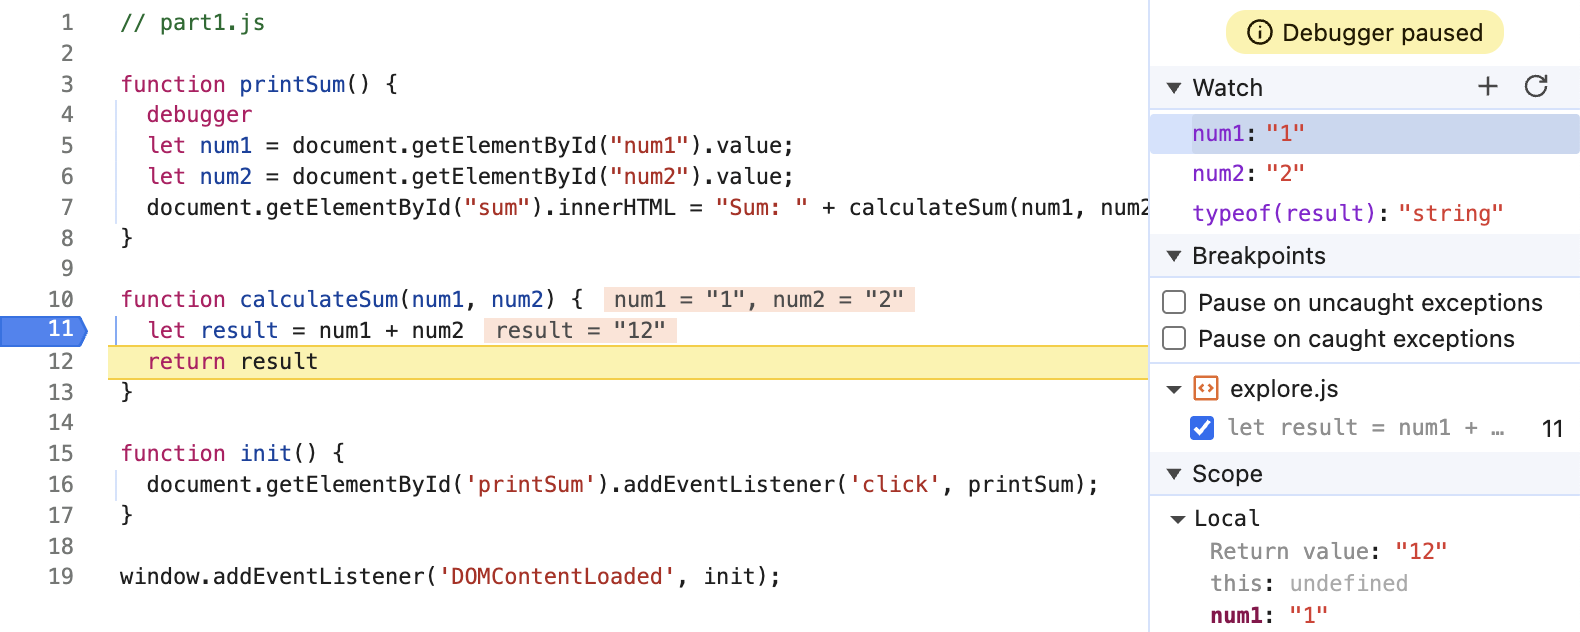 1 // part1.js
2
3 function printSum() {
4 debugger
5 let num1 = document.getElementById("num1").value;
6 let num2 = document.getElementById("num2").value;
7 document.getElementById("sum").innerHTML = "Sum: " + calculateSum(num1, num2
8 }
9
10 function calculateSum(num1, num2) { num1 = "1", num2 = "2"
11 let result = num1 + num2 result = "12"
12 return result
13 }
14
15 function init() {
16 document.getElementById('printSum').addEventListener('click', printSum);
17 }
18
19 window.addEventListener('DOMContentLoaded', init);
Debugger paused
Watch
num1: "1"
num2: "2"
typeof(result): "string"
Breakpoints
Pause on uncaught exceptions
Pause on caught exceptions
explore.js
let result = num1 + … 11
Scope
Local
Return value: "12"
this: undefined
num1: "1"